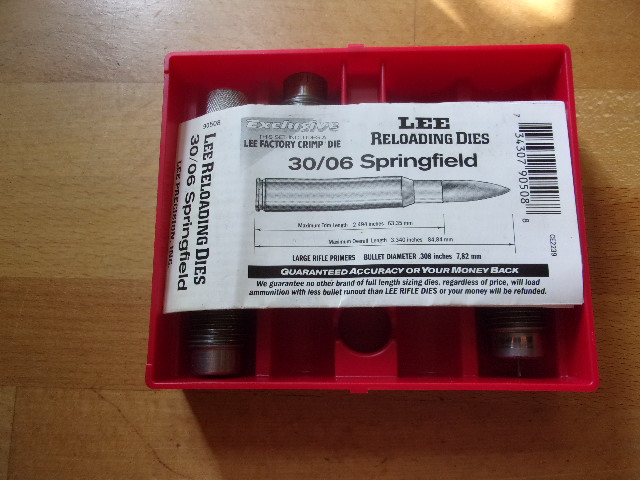 90508
LEE RELOADING DIES
30/06 Springfield
LEE PRECISION, INC.
Exclusive
THIS SET INCLUDES A
LEE FACTORY CRIMP DIE
LEE
RELOADING DIES
30/06 Springfield
Maximum Trim Length 2.494 inches 63.35 mm
Maximum Overall Length 3.340 inches 84.84 mm
LARGE RIFLE PRIMERS BULLET DIAMETER .308 inches 7,82 mm
GUARANTEED ACCURACY OR YOUR MONEY BACK
We guarantee no other brand of full length sizing dies, regardless of price, will load
ammunition with less bullet runout than LEE RIFLE DIES or your money will be refunded.
7 34307 90508 8
CE2239